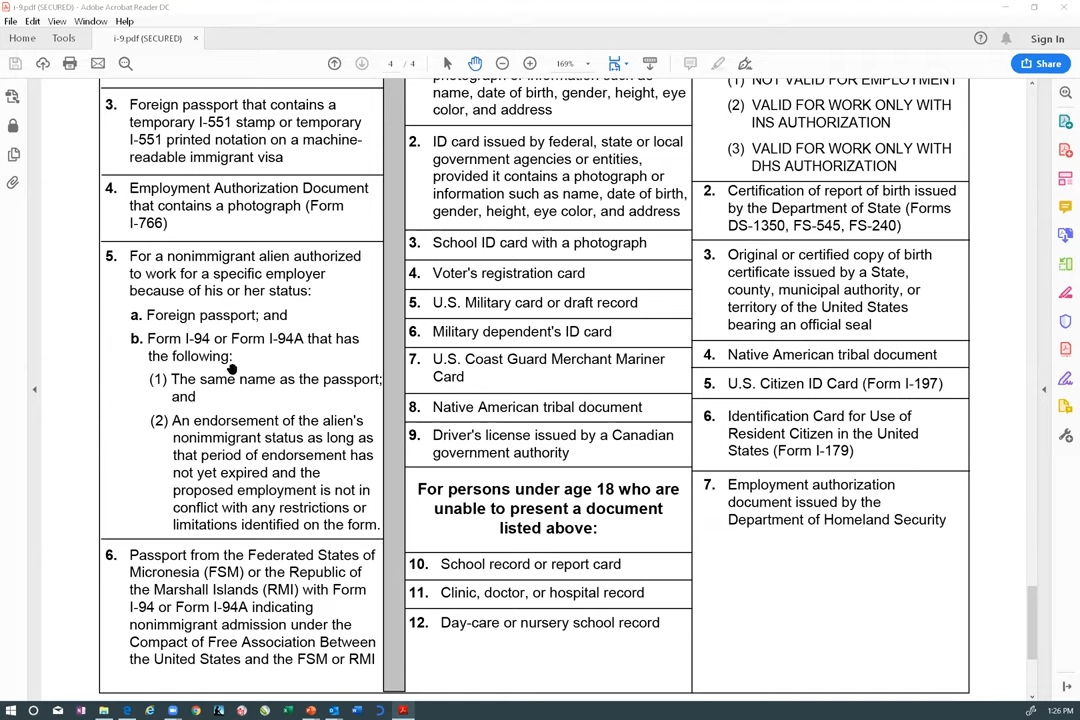 i-9.pdf (SECURED) - Adobe Acrobat Reader DC
File Edit View Window Help
Home Tools i-9.pdf (SECURED) × Sign In
4 / 4 169% Share
3. Foreign passport that contains a
temporary I-551 stamp or temporary
I-551 printed notation on a machine-
readable immigrant visa
4. Employment Authorization Document
that contains a photograph (Form
I-766)
5. For a nonimmigrant alien authorized
to work for a specific employer
because of his or her status:
a. Foreign passport; and
b. Form I-94 or Form I-94A that has
the following:
(1) The same name as the passport;
and
(2) An endorsement of the alien's
nonimmigrant status as long as
that period of endorsement has
not yet expired and the
proposed employment is not in
conflict with any restrictions or
limitations identified on the form.
6. Passport from the Federated States of
Micronesia (FSM) or the Republic of
the Marshall Islands (RMI) with Form
I-94 or Form I-94A indicating
nonimmigrant admission under the
Compact of Free Association Between
the United States and the FSM or RMI
photograph or information such as
name, date of birth, gender, height, eye
color, and address
2. ID card issued by federal, state or local
government agencies or entities,
provided it contains a photograph or
information such as name, date of birth,
gender, height, eye color, and address
3. School ID card with a photograph
4. Voter's registration card
5. U.S. Military card or draft record
6. Military dependent's ID card
7. U.S. Coast Guard Merchant Mariner
Card
8. Native American tribal document
9. Driver's license issued by a Canadian
government authority
For persons under age 18 who are
unable to present a document
listed above:
10. School record or report card
11. Clinic, doctor, or hospital record
12. Day-care or nursery school record
(1) NOT VALID FOR EMPLOYMENT
(2) VALID FOR WORK ONLY WITH
INS AUTHORIZATION
(3) VALID FOR WORK ONLY WITH
DHS AUTHORIZATION
2. Certification of report of birth issued
by the Department of State (Forms
DS-1350, FS-545, FS-240)
3. Original or certified copy of birth
certificate issued by a State,
county, municipal authority, or
territory of the United States
bearing an official seal
4. Native American tribal document
5. U.S. Citizen ID Card (Form I-197)
6. Identification Card for Use of
Resident Citizen in the United
States (Form I-179)
7. Employment authorization
document issued by the
Department of Homeland Security
1:26 PM